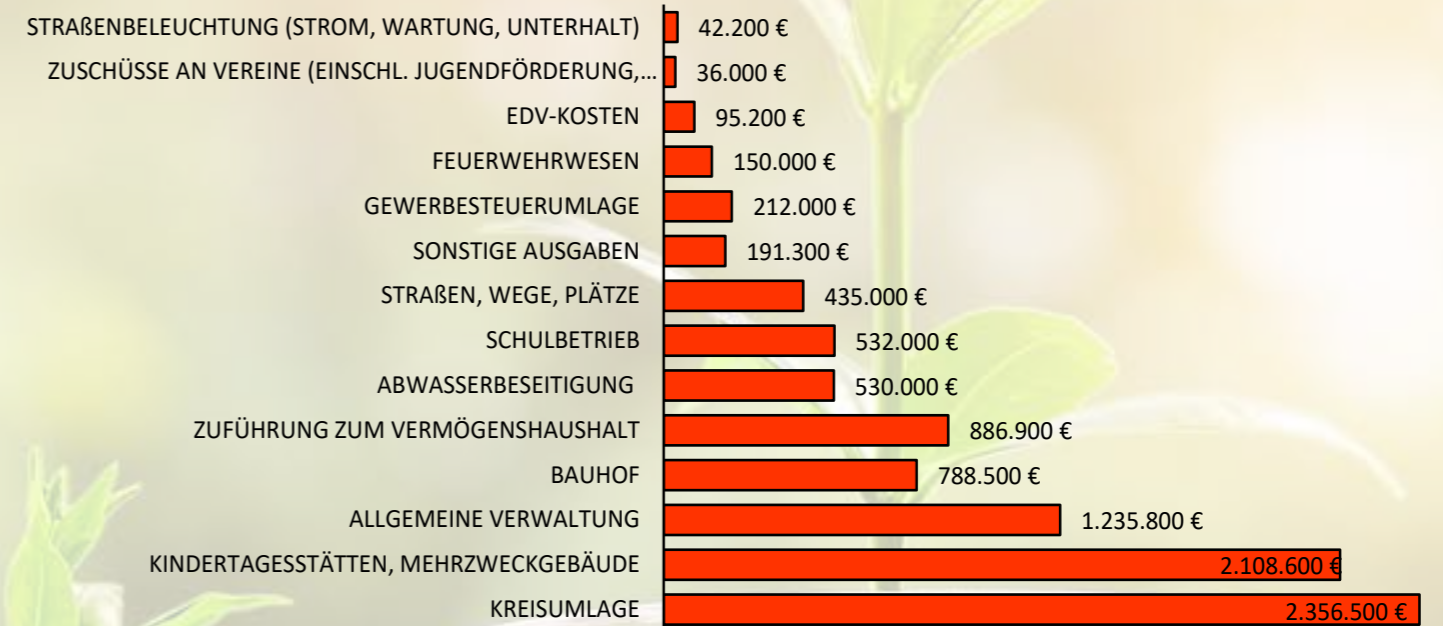 STRAßENBELEUCHTUNG (STROM, WARTUNG, UNTERHALT) 42.200 €
ZUSCHÜSSE AN VEREINE (EINSCHL. JUGENDFÖRDERUNG,... 36.000 €
EDV-KOSTEN 95.200 €
FEUERWEHRWESEN 150.000 €
GEWERBESTEUERUMLAGE 212.000 €
SONSTIGE AUSGABEN 191.300 €
STRAßEN, WEGE, PLÄTZE 435.000 €
SCHULBETRIEB 532.000 €
ABWASSERBESEITIGUNG 530.000 €
ZUFÜHRUNG ZUM VERMÖGENSHAUSHALT 886.900 €
BAUHOF 788.500 €
ALLGEMEINE VERWALTUNG 1.235.800 €
KINDERTAGESSTÄTTEN, MEHRZWECKGEBÄUDE 2.108.600 €
KREISUMLAGE 2.356.500 €